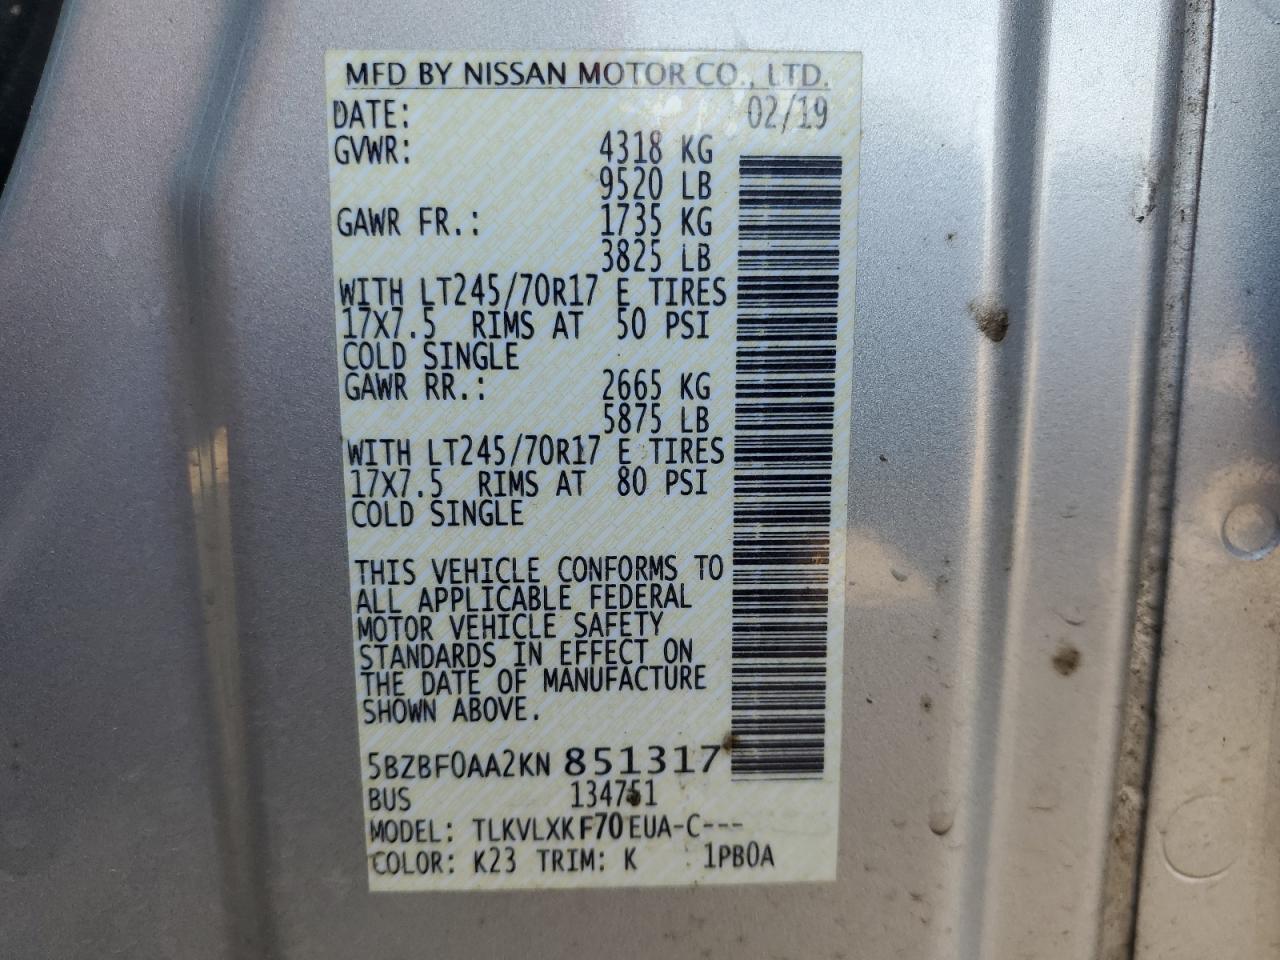 MFD BY NISSAN MOTOR CO., LTD.
DATE: 02/19
GVWR: 4318 KG
9520 LB
GAWR FR.: 1735 KG
3825 LB
WITH LT245/70R17 E TIRES
17X7.5 RIMS AT 50 PSI
COLD SINGLE
GAWR RR.: 2665 KG
5875 LB
WITH LT245/70R17 E TIRES
17X7.5 RIMS AT 80 PSI
COLD SINGLE
THIS VEHICLE CONFORMS TO
ALL APPLICABLE FEDERAL
MOTOR VEHICLE SAFETY
STANDARDS IN EFFECT ON
THE DATE OF MANUFACTURE
SHOWN ABOVE.
5BZBF0AA2KN 851317
BUS 134751
MODEL: TLKVLXKF70EUA-C---
COLOR: K23 TRIM: K 1PB0A